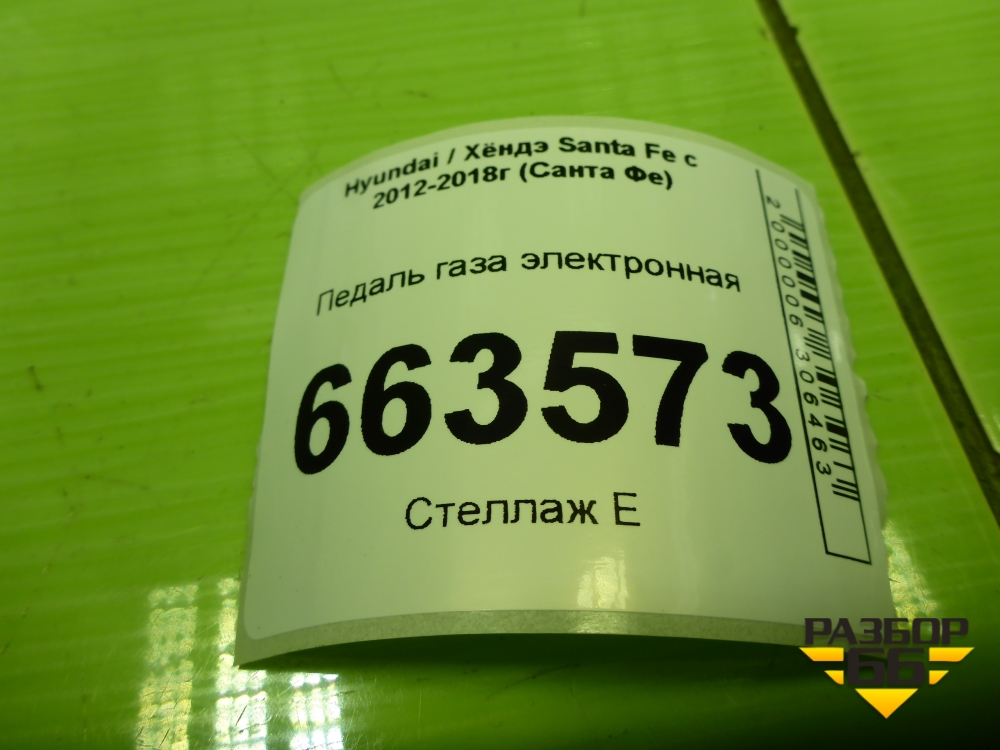 Hyundai / Хёндэ Santa Fe с
2012-2018г (Санта Фе)
Педаль газа электронная
663573
Стеллаж Е
2000006306463
РАЗБОР
66